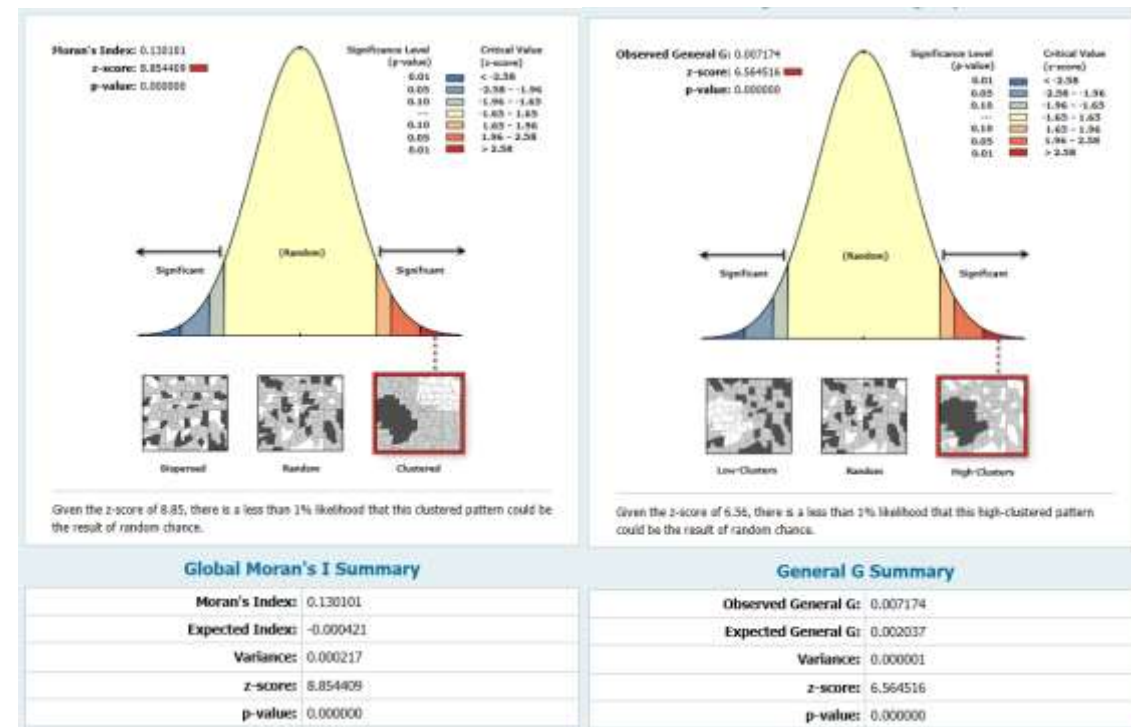 Moran's Index: 0.130101
z-score: 8.854409
p-value: 0.000000
Significance Level
(p-value)
Critical Value
(z-score)
0.01 < -2.58
0.05 -2.58 - -1.96
0.10 -1.96 - -1.65
--- -1.65 - 1.65
0.10 1.65 - 1.96
0.05 1.96 - 2.58
0.01 > 2.58
(Random)
Significant
Significant
Dispersed
Random
Clustered
Given the z-score of 8.85, there is a less than 1% likelihood that this clustered pattern could be
the result of random chance.
Global Moran's I Summary
Moran's Index: 0.130101
Expected Index: -0.000421
Variance: 0.000217
z-score: 8.854409
p-value: 0.000000
Observed General G: 0.007174
z-score: 6.564516
p-value: 0.000000
Significance Level
(p-value)
Critical Value
(z-score)
0.01 < -2.58
0.05 -2.58 - -1.96
0.10 -1.96 - -1.65
--- -1.65 - 1.65
0.10 1.65 - 1.96
0.05 1.96 - 2.58
0.01 > 2.58
(Random)
Significant
Significant
Low-Clusters
Random
High-Clusters
Given the z-score of 6.56, there is a less than 1% likelihood that this high-clustered pattern
could be the result of random chance.
General G Summary
Observed General G: 0.007174
Expected General G: 0.002037
Variance: 0.000001
z-score: 6.564516
p-value: 0.000000